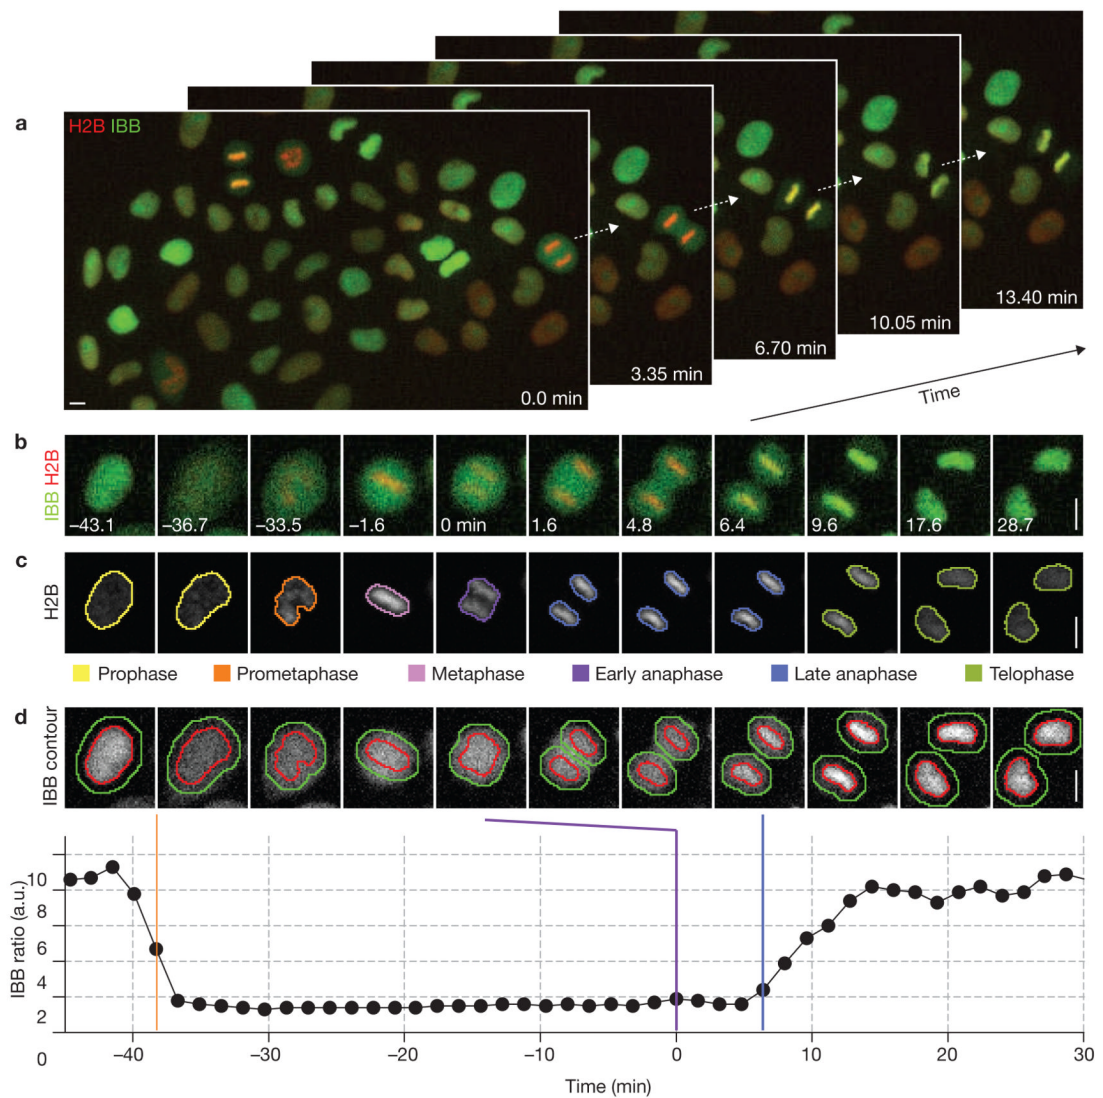 a
H2B IBB
0.0 min
3.35 min
6.70 min
10.05 min
13.40 min
Time
b
IBB H2B
−43.1 −36.7 −33.5 −1.6 0 min 1.6 4.8 6.4 9.6 17.6 28.7
c
H2B
Prophase Prometaphase Metaphase Early anaphase Late anaphase Telophase
d
IBB contour
IBB ratio (a.u.)
10
8
6
4
2
0
−40 −30 −20 −10 0 10 20 30
Time (min)